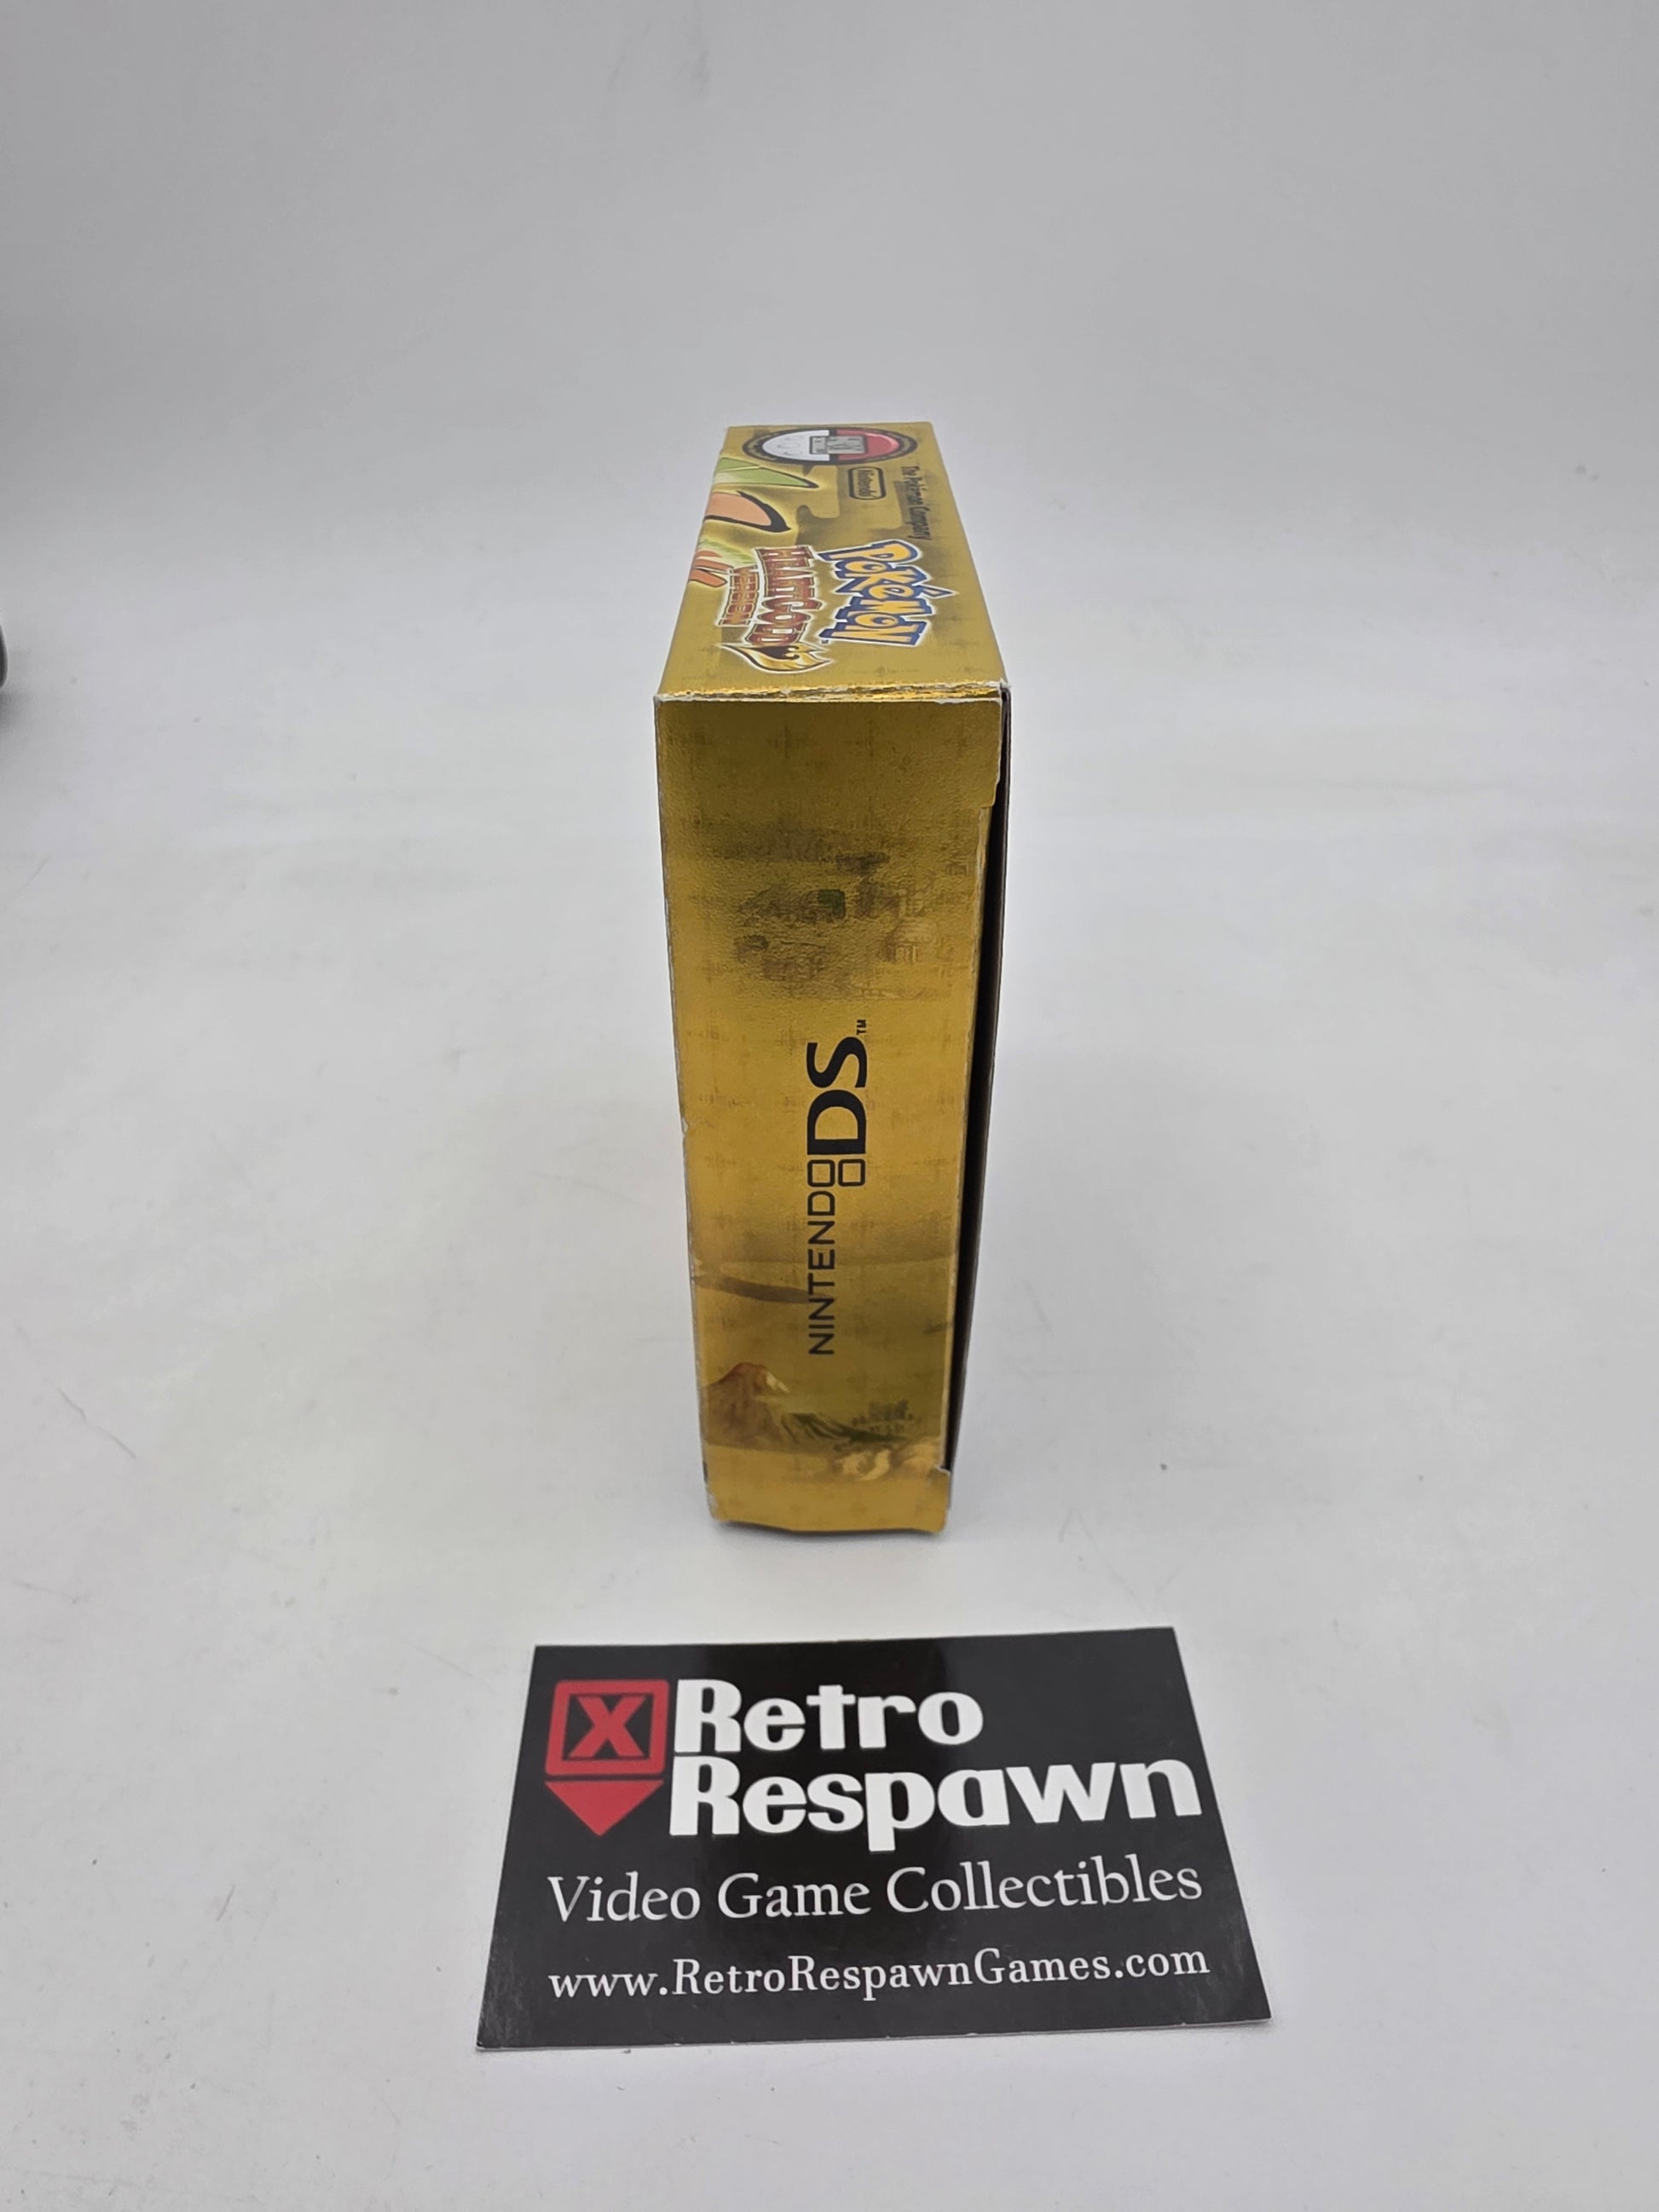 The Pokémon Company
Nintendo
POKéMON
HEARTGOLD
VERSION
NINTENDO DS™
X Retro
Respawn
Video Game Collectibles
www.RetroRespawnGames.com